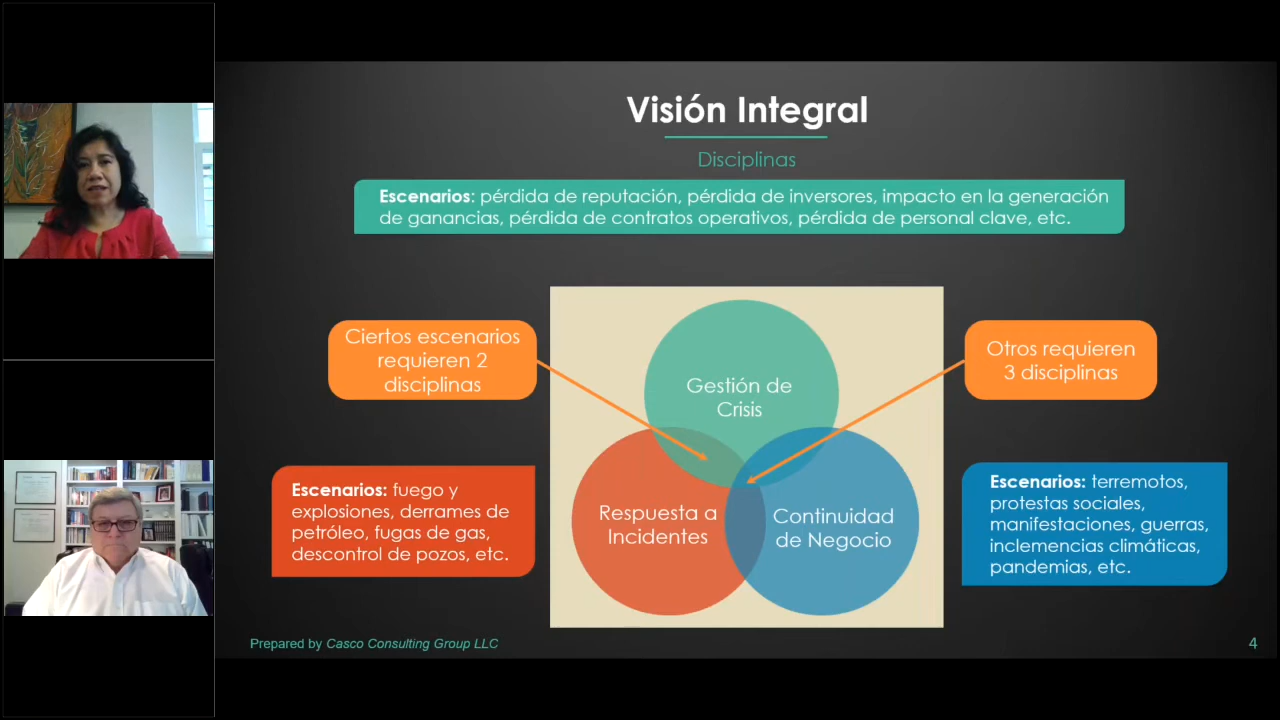 Visión Integral
Disciplinas
Escenarios: pérdida de reputación, pérdida de inversores, impacto en la generación
de ganancias, pérdida de contratos operativos, pérdida de personal clave, etc.
Ciertos escenarios
requieren 2
disciplinas
Otros requieren
3 disciplinas
Gestión de
Crisis
Escenarios: fuego y
explosiones, derrames de
petróleo, fugas de gas,
descontrol de pozos, etc.
Respuesta a
Incidentes
Continuidad
de Negocio
Escenarios: terremotos,
protestas sociales,
manifestaciones, guerras,
inclemencias climáticas,
pandemias, etc.
Prepared by Casco Consulting Group LLC
4